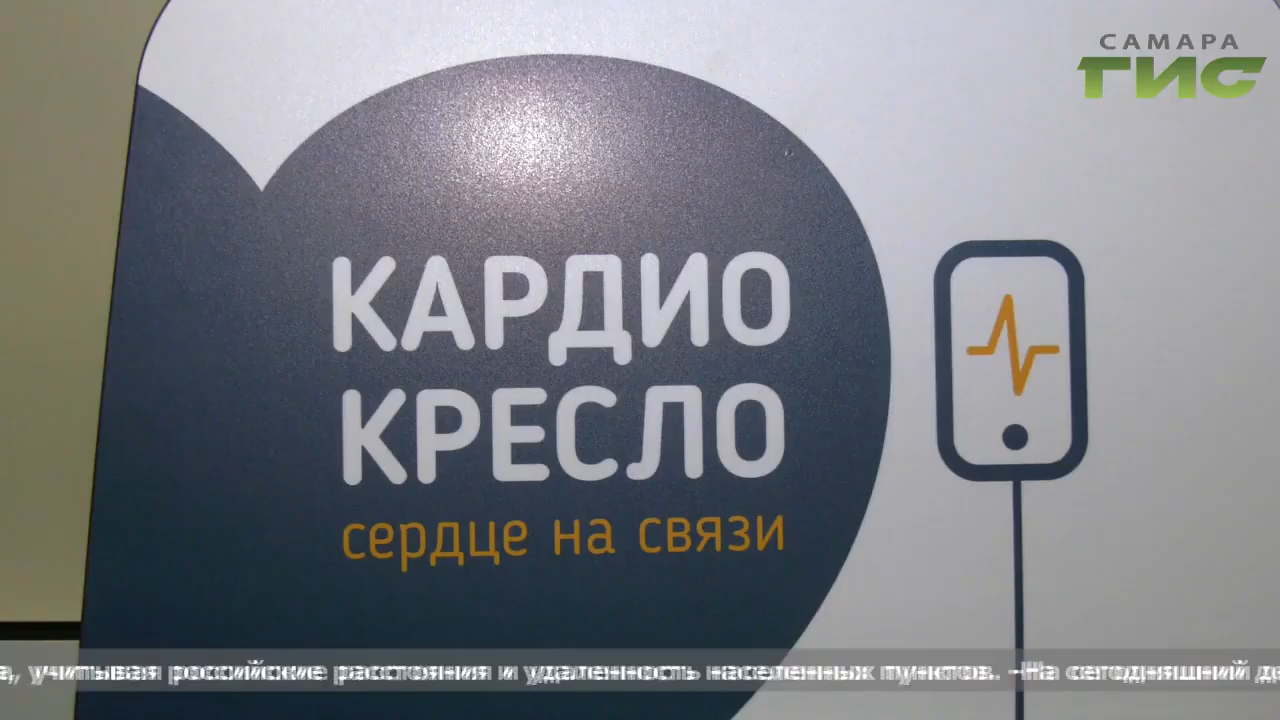 САМАРА
ГИС
КАРДИО
КРЕСЛО
сердце на связи
учитывая российские расстояния и удаленность населенных пунктов. -На сегодняшний